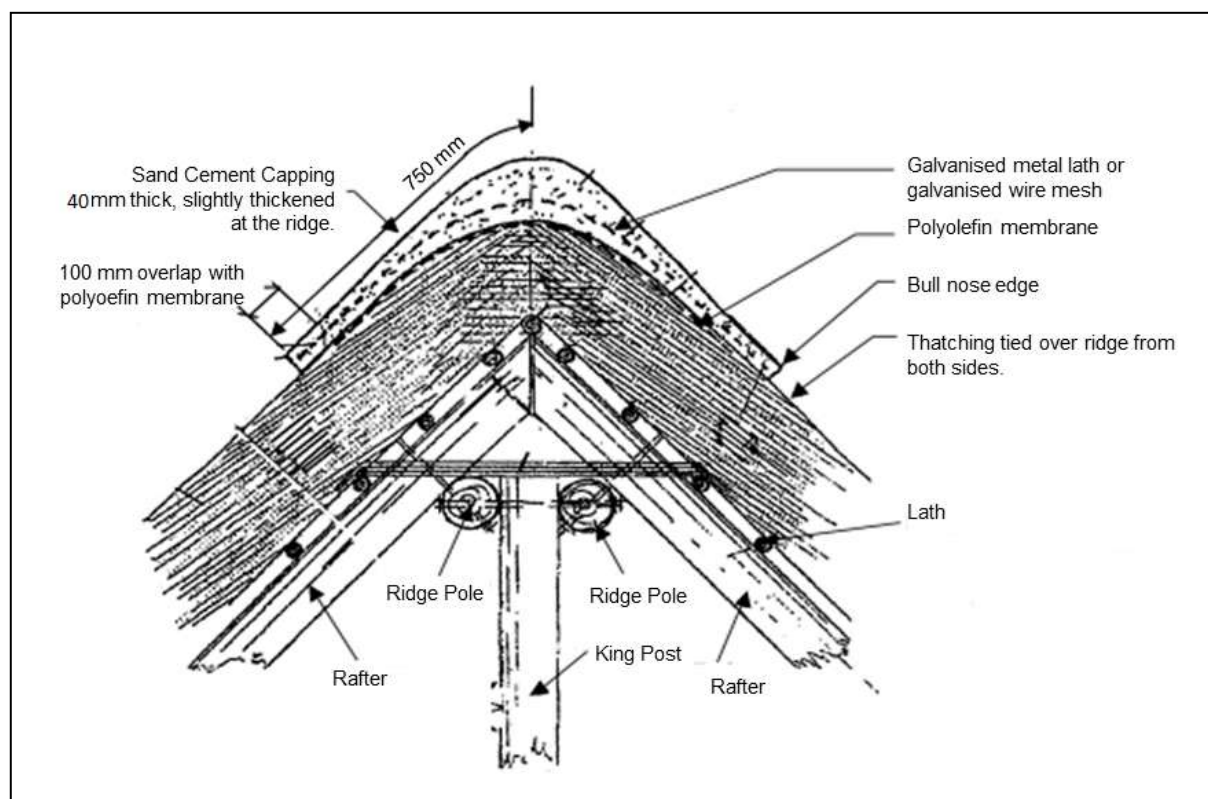 750 mm
Sand Cement Capping
40mm thick, slightly thickened
at the ridge.
100 mm overlap with
polyoefin membrane
Galvanised metal lath or
galvanised wire mesh
Polyolefin membrane
Bull nose edge
Thatching tied over ridge from
both sides.
Lath
Ridge Pole
Ridge Pole
King Post
Rafter
Rafter